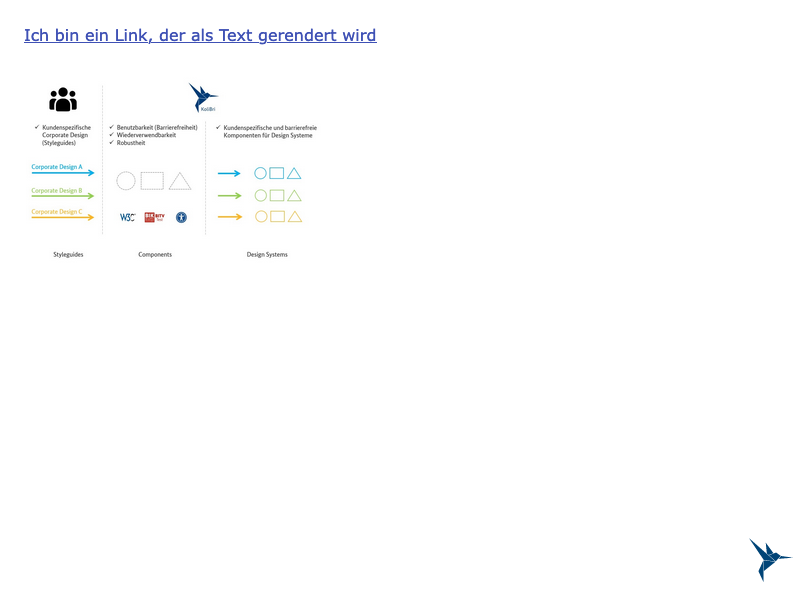 Ich bin ein Link, der als Text gerendert wird
KoliBri
✓ Kundenspezifische
Corporate Design
(Styleguides)
✓ Benutzbarkeit (Barrierefreiheit)
✓ Wiederverwendbarkeit
✓ Robustheit
✓ Kundenspezifische und barrierefreie
Komponenten für Design Systeme
Corporate Design A
Corporate Design B
Corporate Design C
W3C
BIK BITV
Styleguides
Components
Design Systems